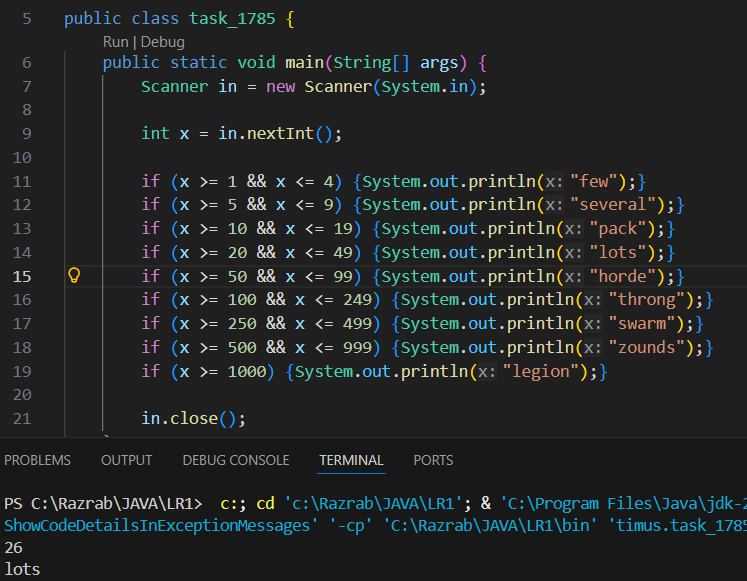 5 public class task_1785 {
Run | Debug
6 public static void main(String[] args) {
7 Scanner in = new Scanner(System.in);
8
9 int x = in.nextInt();
10
11 if (x >= 1 && x <= 4) {System.out.println(x: "few");}
12 if (x >= 5 && x <= 9) {System.out.println(x: "several");}
13 if (x >= 10 && x <= 19) {System.out.println(x: "pack");}
14 if (x >= 20 && x <= 49) {System.out.println(x: "lots");}
15 if (x >= 50 && x <= 99) {System.out.println(x: "horde");}
16 if (x >= 100 && x <= 249) {System.out.println(x: "throng");}
17 if (x >= 250 && x <= 499) {System.out.println(x: "swarm");}
18 if (x >= 500 && x <= 999) {System.out.println(x: "zounds");}
19 if (x >= 1000) {System.out.println(x: "legion");}
20
21 in.close();
PROBLEMS OUTPUT DEBUG CONSOLE TERMINAL PORTS
PS C:\Razrab\JAVA\LR1> c:; cd 'c:\Razrab\JAVA\LR1'; & 'C:\Program Files\Java\jdk-2
ShowCodeDetailsInExceptionMessages' '-cp' 'C:\Razrab\JAVA\LR1\bin' 'timus.task_1785
26
lots